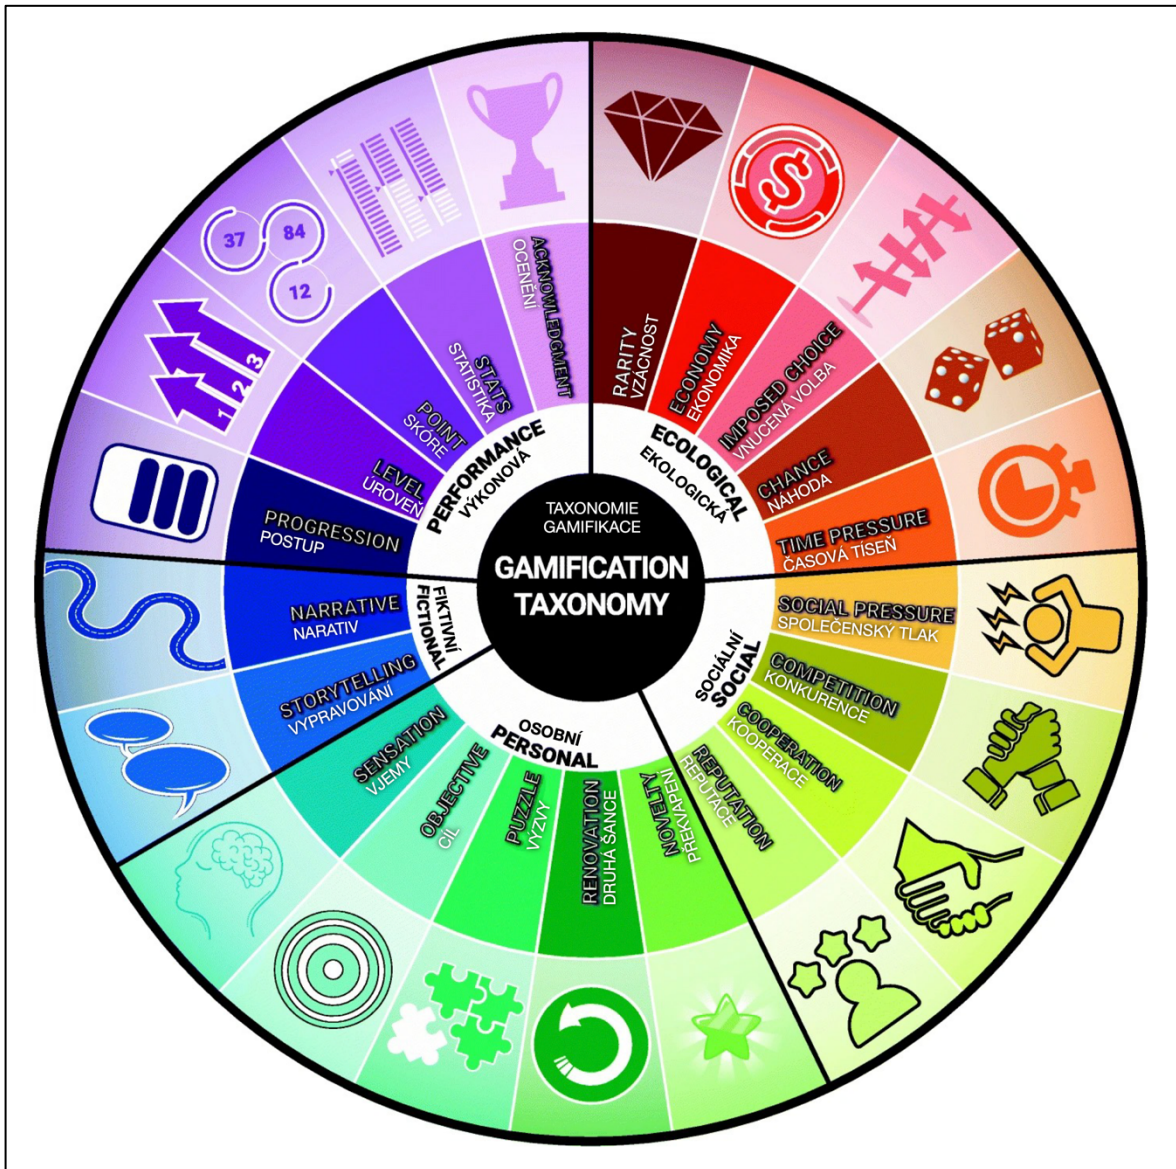 TAXONOMIE
GAMIFIKACE
GAMIFICATION
TAXONOMY
PERFORMANCE
VÝKONOVÁ
ECOLOGICAL
EKOLOGICKÁ
SOCIÁLNÍ
SOCIAL
OSOBNÍ
PERSONAL
FIKTIVNÍ
FICTIONAL
RARITY
VZÁCNOST
ECONOMY
EKONOMIKA
IMPOSED CHOICE
VNUCENÁ VOLBA
CHANCE
NÁHODA
TIME PRESSURE
ČASOVÁ TÍSEŇ
SOCIAL PRESSURE
SPOLEČENSKÝ TLAK
COMPETITION
KONKURENCE
COOPERATION
KOOPERACE
REPUTATION
REPUTACE
NOVELTY
PŘEKVAPENÍ
RENOVATION
DRUHÁ ŠANCE
PUZZLE
VÝZVY
OBJECTIVE
CÍL
SENSATION
VJEMY
STORYTELLING
VYPRAVOVÁNÍ
NARRATIVE
NARATIV
PROGRESSION
POSTUP
LEVEL
ÚROVEŇ
POINT
SKÓRE
STATS
STATISTIKA
ACKNOWLEDGMENT
OCENĚNÍ
1 2 3
37
84
12
$